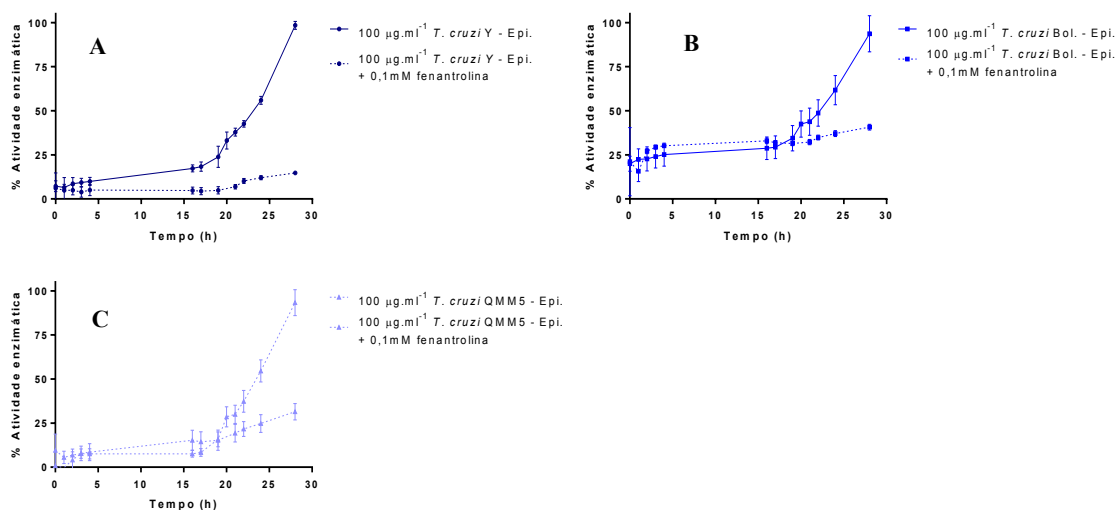 A
100
75
50
25
0
% Atividade enzimática
0 5 10 15 20 25 30
Tempo (h)
100 μg.ml⁻¹ T. cruzi Y - Epi.
100 μg.ml⁻¹ T. cruzi Y - Epi.
+ 0,1mM fenantrolina
B
100
75
50
25
0
% Atividade enzimática
0 5 10 15 20 25 30
Tempo (h)
100 μg.ml⁻¹ T. cruzi Bol. - Epi.
100 μg.ml⁻¹ T. cruzi Bol. - Epi.
+ 0,1mM fenantrolina
C
100
75
50
25
0
% Atividade enzimática
0 5 10 15 20 25 30
Tempo (h)
100 μg.ml⁻¹ T. cruzi QMM5 - Epi.
100 μg.ml⁻¹ T. cruzi QMM5 - Epi.
+ 0,1mM fenantrolina